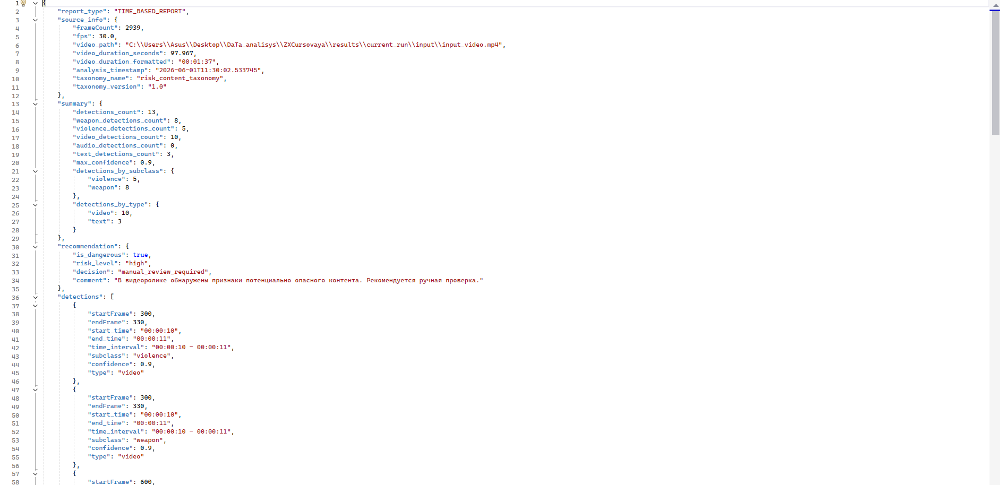 1 {
2 "report_type": "TIME_BASED_REPORT",
3 "source_info": {
4 "frameCount": 2939,
5 "fps": 30.0,
6 "video_path": "C:\\Users\\Asus\\Desktop\\DaTa_analisys\\ZXCursovaya\\results\\current_run\\input\\input_video.mp4",
7 "video_duration_seconds": 97.967,
8 "video_duration_formatted": "00:01:37",
9 "analysis_timestamp": "2026-06-01T11:30:02.533745",
10 "taxonomy_name": "risk_content_taxonomy",
11 "taxonomy_version": "1.0"
12 },
13 "summary": {
14 "detections_count": 13,
15 "weapon_detections_count": 8,
16 "violence_detections_count": 5,
17 "video_detections_count": 10,
18 "audio_detections_count": 0,
19 "text_detections_count": 3,
20 "max_confidence": 0.9,
21 "detections_by_subclass": {
22 "violence": 5,
23 "weapon": 8
24 },
25 "detections_by_type": {
26 "video": 10,
27 "text": 3
28 }
29 },
30 "recommendation": {
31 "is_dangerous": true,
32 "risk_level": "high",
33 "decision": "manual_review_required",
34 "comment": "В видеоролике обнаружены признаки потенциально опасного контента. Рекомендуется ручная проверка."
35 },
36 "detections": [
37 {
38 "startFrame": 300,
39 "endFrame": 330,
40 "start_time": "00:00:10",
41 "end_time": "00:00:11",
42 "time_interval": "00:00:10 - 00:00:11",
43 "subclass": "violence",
44 "confidence": 0.9,
45 "type": "video"
46 },
47 {
48 "startFrame": 300,
49 "endFrame": 330,
50 "start_time": "00:00:10",
51 "end_time": "00:00:11",
52 "time_interval": "00:00:10 - 00:00:11",
53 "subclass": "weapon",
54 "confidence": 0.9,
55 "type": "video"
56 },
57 {
58 "startFrame": 600,